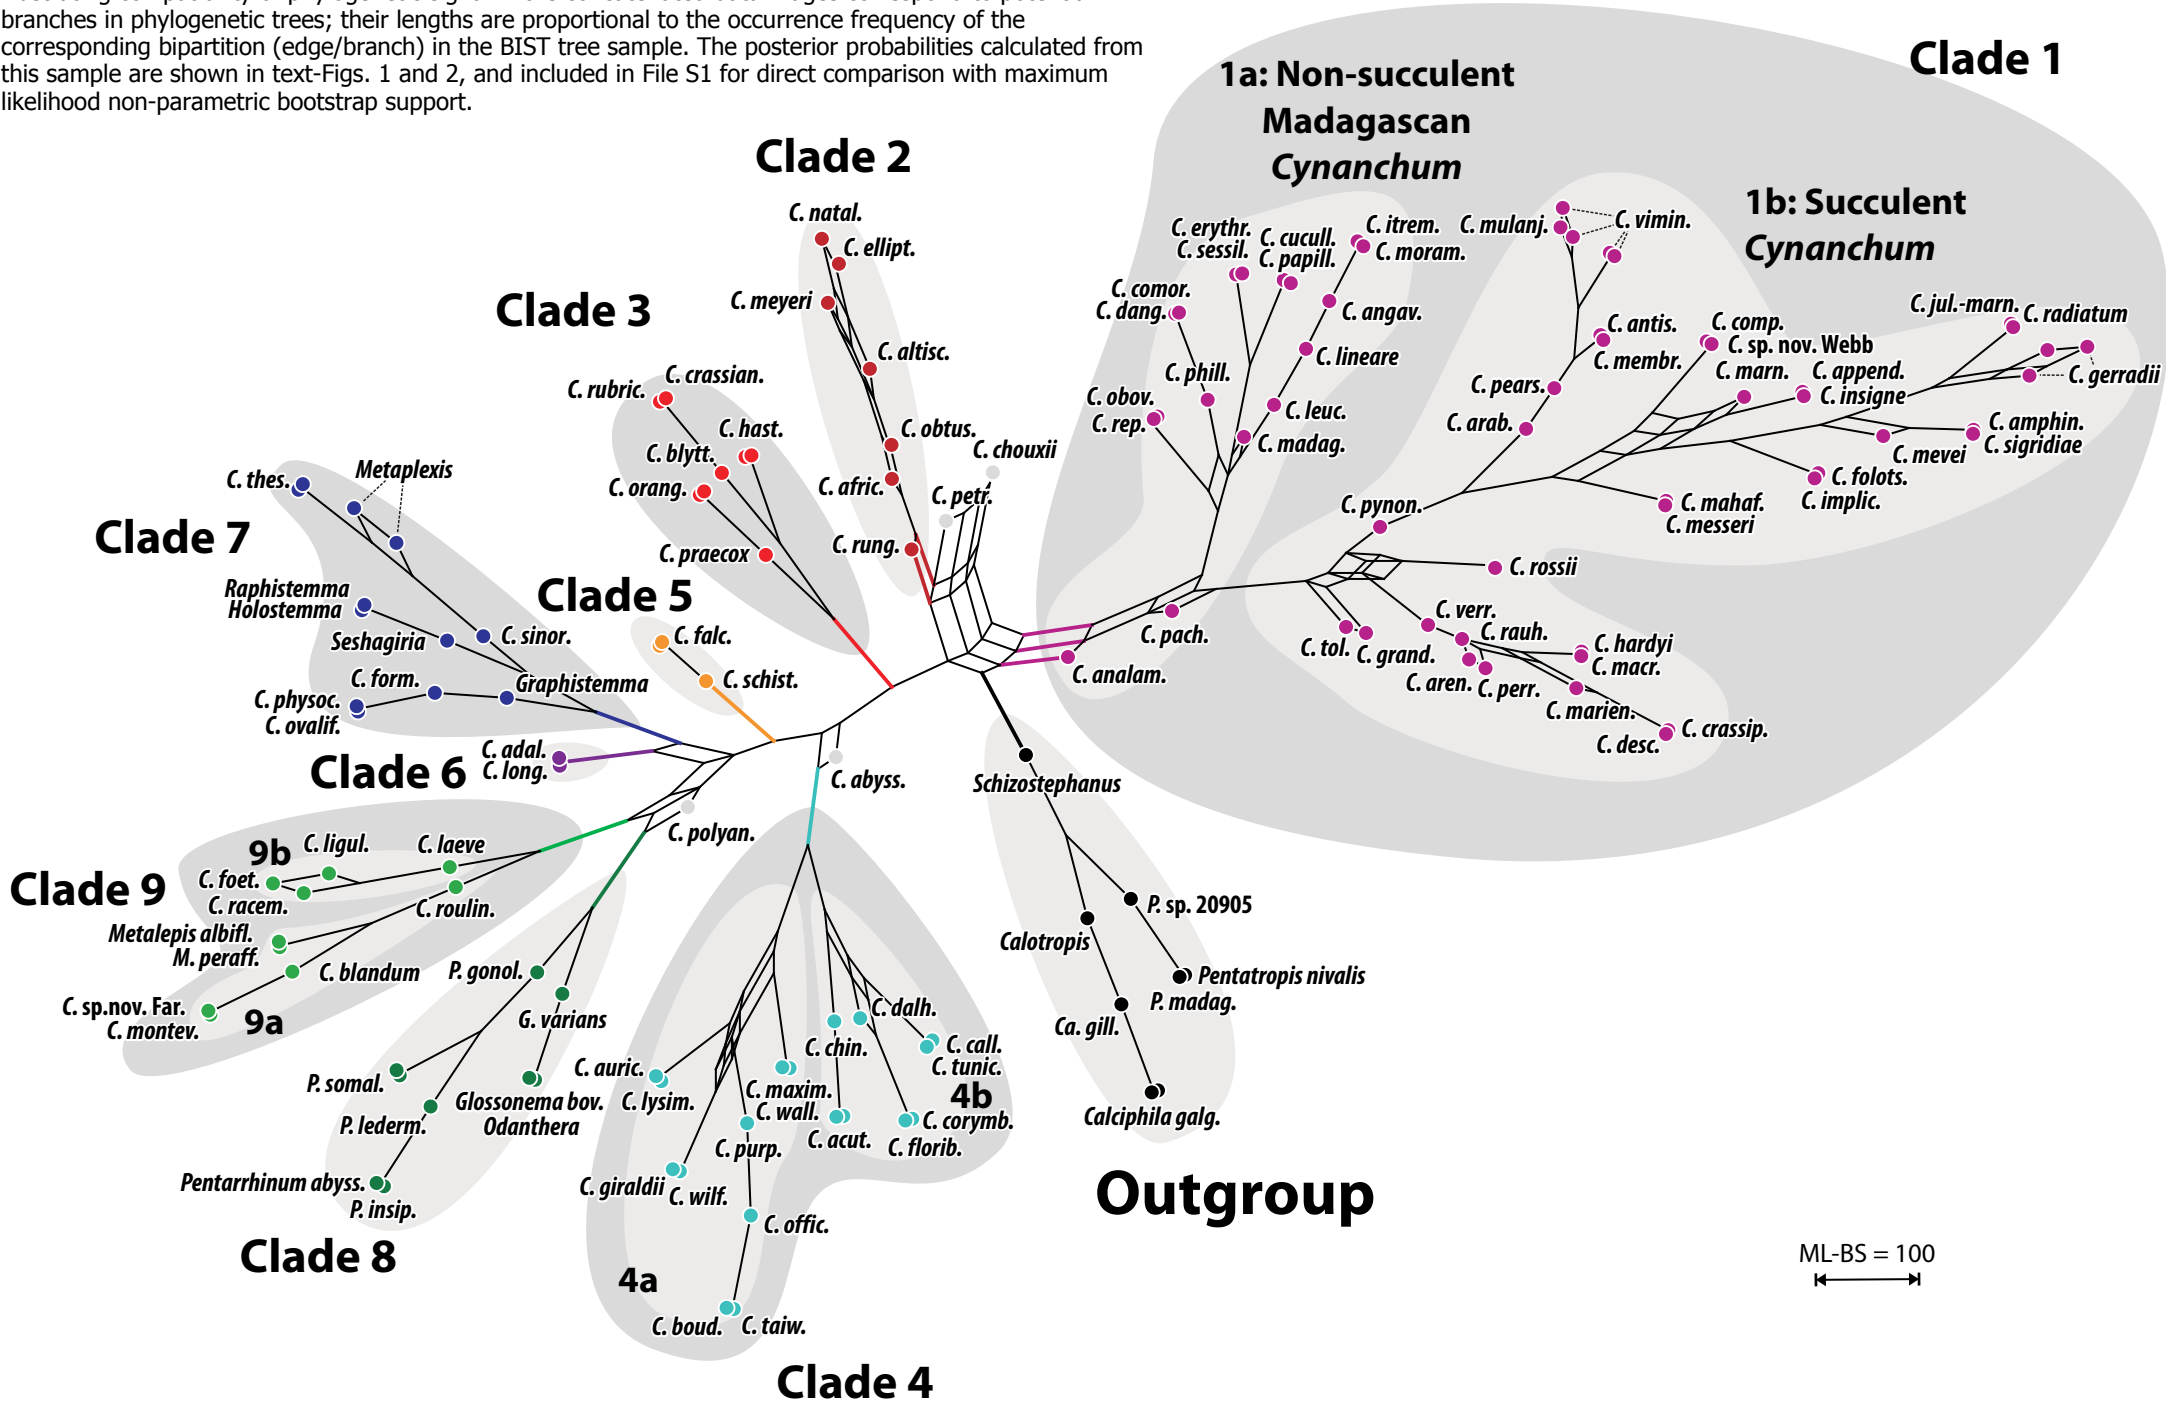 branches in phylogenetic trees; their lengths are proportional to the occurrence frequency of the
corresponding bipartition (edge/branch) in the BIST tree sample. The posterior probabilities calculated from
this sample are shown in text-Figs. 1 and 2, and included in File S1 for direct comparison with maximum
likelihood non-parametric bootstrap support.
Clade 1
1a: Non-succulent
Madagascan
Cynanchum
1b: Succulent
Cynanchum
C. erythr.
C. sessil.
C. cucull.
C. papill.
C. itrem.
C. moram.
C. comor.
C. dang.
C. angav.
C. lineare
C. phill.
C. obov.
C. rep.
C. leuc.
C. madag.
C. mulanj.
C. vimin.
C. antis.
C. membr.
C. pears.
C. arab.
C. comp.
C. sp. nov. Webb
C. marn.
C. append.
C. insigne
C. jul.-marn.
C. radiatum
C. gerradii
C. amphin.
C. sigridiae
C. mevei
C. folots.
C. implic.
C. mahaf.
C. messeri
C. pynon.
C. rossii
C. verr.
C. rauh.
C. hardyi
C. macr.
C. tol.
C. grand.
C. aren.
C. perr.
C. marien.
C. desc.
C. crassip.
C. pach.
C. analam.
Clade 2
C. natal.
C. ellipt.
C. meyeri
C. altisc.
C. obtus.
C. afric.
C. rung.
C. chouxii
C. petr.
Clade 3
C. rubric.
C. crassian.
C. hast.
C. blytt.
C. orang.
C. praecox
Clade 5
C. falc.
C. schist.
Clade 7
C. thes.
Metaplexis
Raphistemma
Holostemma
Seshagiria
C. sinor.
C. form.
Graphistemma
C. physoc.
C. ovalif.
Clade 6
C. adal.
C. long.
C. abyss.
C. polyan.
Clade 9
9b
C. ligul.
C. laeve
C. foet.
C. racem.
C. roulin.
Metalepis albifl.
M. peraff.
C. blandum
C. sp.nov. Far.
C. montev.
9a
Clade 8
P. gonol.
G. varians
P. somal.
Glossonema bov.
Odanthera
P. lederm.
Pentarrhinum abyss.
P. insip.
Clade 4
4a
C. auric.
C. lysim.
C. maxim.
C. wall.
C. purp.
C. giraldii
C. wilf.
C. offic.
C. boud.
C. taiw.
4b
C. chin.
C. dalh.
C. call.
C. tunic.
C. acut.
C. corymb.
C. florib.
Outgroup
Schizostephanus
P. sp. 20905
Calotropis
Pentatropis nivalis
P. madag.
Ca. gill.
Calciphila galg.
ML-BS = 100